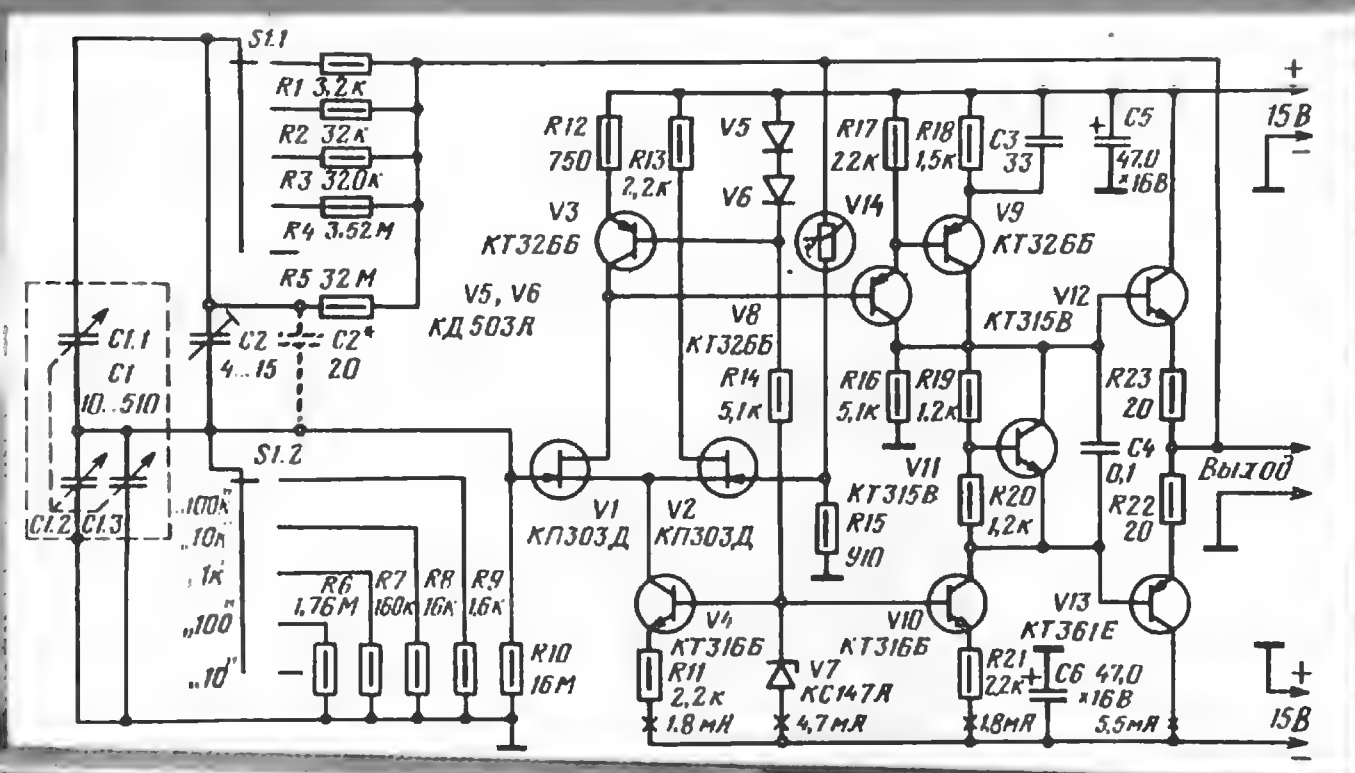 S1.1
R1 3,2к
R2 32к
R3 320к
R4 3.52М
R5 32М
C1.1
C1
10..510
C2
4...15
C2*
20
C1.2 C1.3
S1.2
„100к"
„10к"
„1к"
„100"
„10"
R6
1,76М
R7
160к
R8
16к
R9
1,6к
R10
16М
V5, V6
КД503А
R12
750
R13
2,2к
V5
V6
V3
КТ326Б
V14
V8
КТ326Б
R14
5,1к
V1
КП303Д
V2
КП303Д
R15
910
V4
КТ316Б
R11
2,2к
1.8мА
V7
КС147А
4,7мА
R17
22к
R18
1,5к
C3
33
C5
47.0
×16В
+
+
15В
−
V9
КТ326Б
V12
КТ315В
R16
5,1к
R19
1.2к
V11
КТ315В
R20
1,2к
C4
0,1
R23
20
R22
20
Выход
V10
КТ316Б
V13
КТ361Е
R21
22к
1.8мА
+
C6 47.0
×16В
5,5мА
+
15В
−